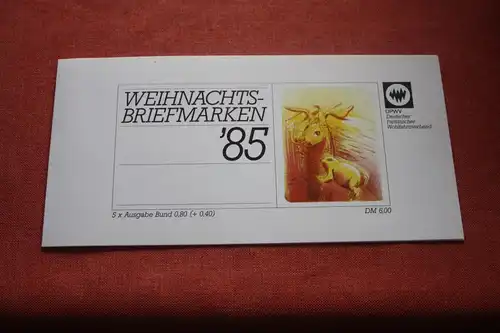 WEIHNACHTS-
BRIEFMARKEN
'85
DPWV
Deutscher
Paritätischer
Wohlfahrtsverband
5 x Ausgabe Bund 0,80 (+ 0,40)
DM 6,00